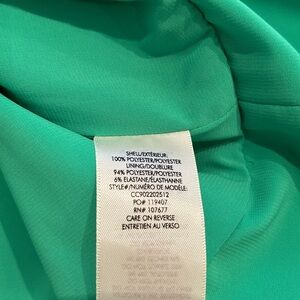 SHELL/EXTÉRIEUR:
100% POLYESTER/POLYESTER
LINING/DOUBLURE
94% POLYESTER/POLYESTER
6% ELASTANE/ÉLASTHANNE
STYLE#/NUMÉRO DE MODÈLE:
CC902202512
PO# 119407
RN# 107677
CARE ON REVERSE
ENTRETIEN AU VERSO